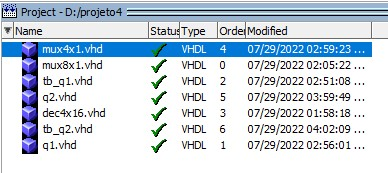 Project - D:/projeto4
Name Status Type Order Modified
mux4x1.vhd VHDL 4 07/29/2022 02:59:23 ...
mux8x1.vhd VHDL 0 07/29/2022 02:05:22 ...
tb_q1.vhd VHDL 2 07/29/2022 02:51:08 ...
q2.vhd VHDL 5 07/29/2022 03:59:49 ...
dec4x16.vhd VHDL 3 07/29/2022 01:58:18 ...
tb_q2.vhd VHDL 6 07/29/2022 04:02:09 ...
q1.vhd VHDL 1 07/29/2022 02:56:01 ...